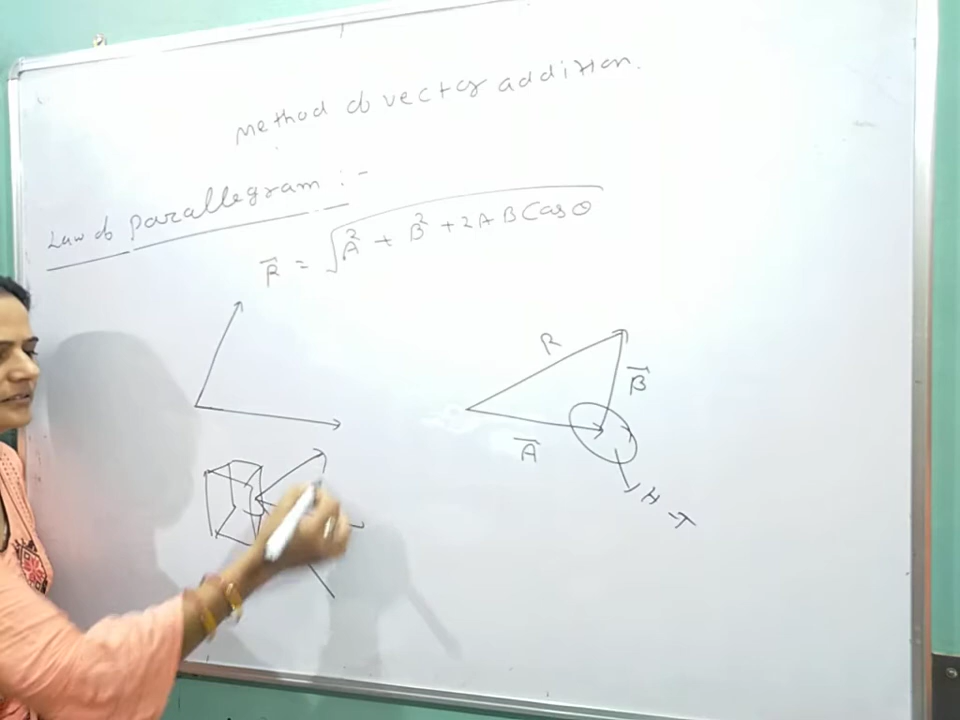 method of vector addition.
Law of parallegram :-
R⃗ = √A² + B² + 2AB Cos θ
R
B⃗
A⃗
H-T